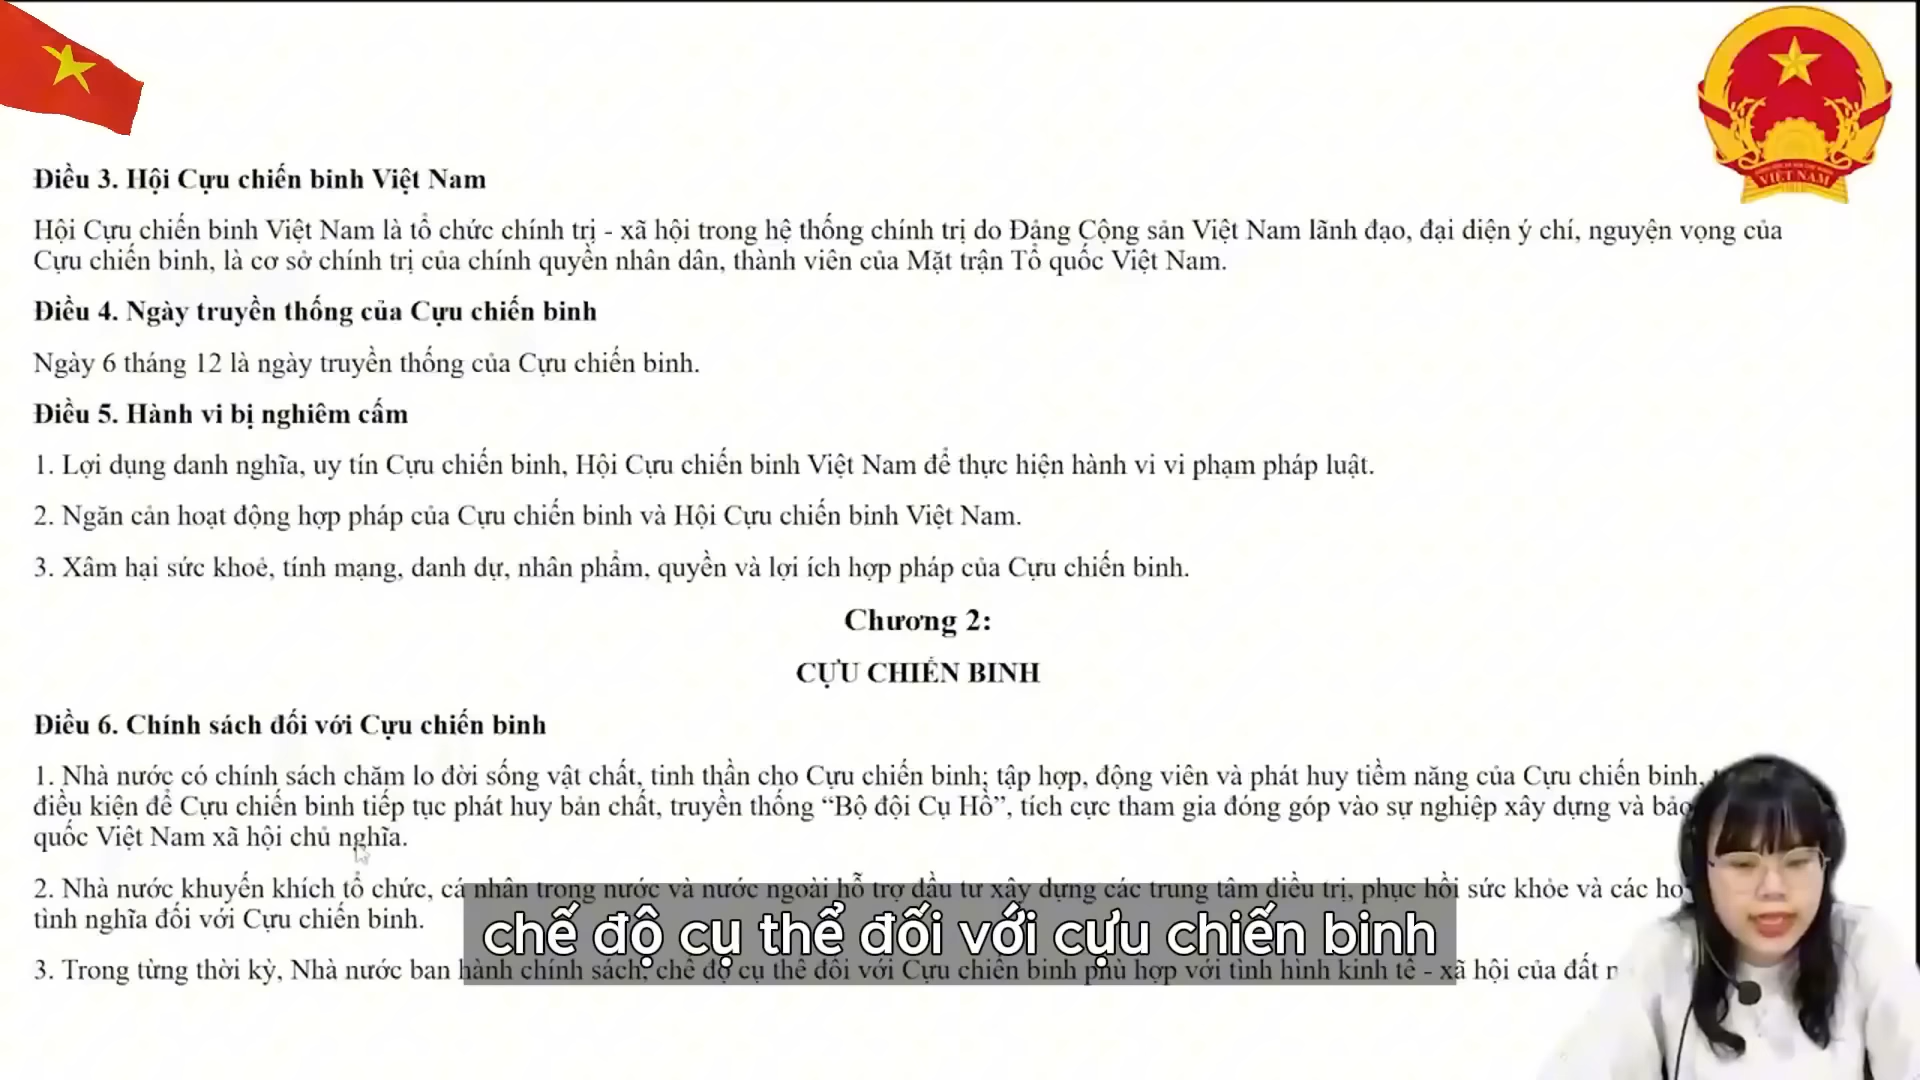 VIỆT NAM
Điều 3. Hội Cựu chiến binh Việt Nam
Hội Cựu chiến binh Việt Nam là tổ chức chính trị - xã hội trong hệ thống chính trị do Đảng Cộng sản Việt Nam lãnh đạo, đại diện ý chí, nguyện vọng của
Cựu chiến binh, là cơ sở chính trị của chính quyền nhân dân, thành viên của Mặt trận Tổ quốc Việt Nam.
Điều 4. Ngày truyền thống của Cựu chiến binh
Ngày 6 tháng 12 là ngày truyền thống của Cựu chiến binh.
Điều 5. Hành vi bị nghiêm cấm
1. Lợi dụng danh nghĩa, uy tín Cựu chiến binh, Hội Cựu chiến binh Việt Nam để thực hiện hành vi vi phạm pháp luật.
2. Ngăn cản hoạt động hợp pháp của Cựu chiến binh và Hội Cựu chiến binh Việt Nam.
3. Xâm hại sức khoẻ, tính mạng, danh dự, nhân phẩm, quyền và lợi ích hợp pháp của Cựu chiến binh.
Chương 2:
CỰU CHIẾN BINH
Điều 6. Chính sách đối với Cựu chiến binh
1. Nhà nước có chính sách chăm lo đời sống vật chất, tinh thần cho Cựu chiến binh; tập hợp, động viên và phát huy tiềm năng của Cựu chiến binh,
điều kiện để Cựu chiến binh tiếp tục phát huy bản chất, truyền thống “Bộ đội Cụ Hồ”, tích cực tham gia đóng góp vào sự nghiệp xây dựng và bảo
quốc Việt Nam xã hội chủ nghĩa.
2. Nhà nước khuyến khích tổ chức, cá nhân trong nước và nước ngoài hỗ trợ đầu tư xây dựng các trung tâm điều trị, phục hồi sức khỏe và các
tình nghĩa đối với Cựu chiến binh.
chế độ cụ thể đối với cựu chiến binh
3. Trong từng thời kỳ, Nhà nước ban hành chính sách, chế độ cụ thể đối với Cựu chiến binh phù hợp với tình hình kinh tế - xã hội của đất